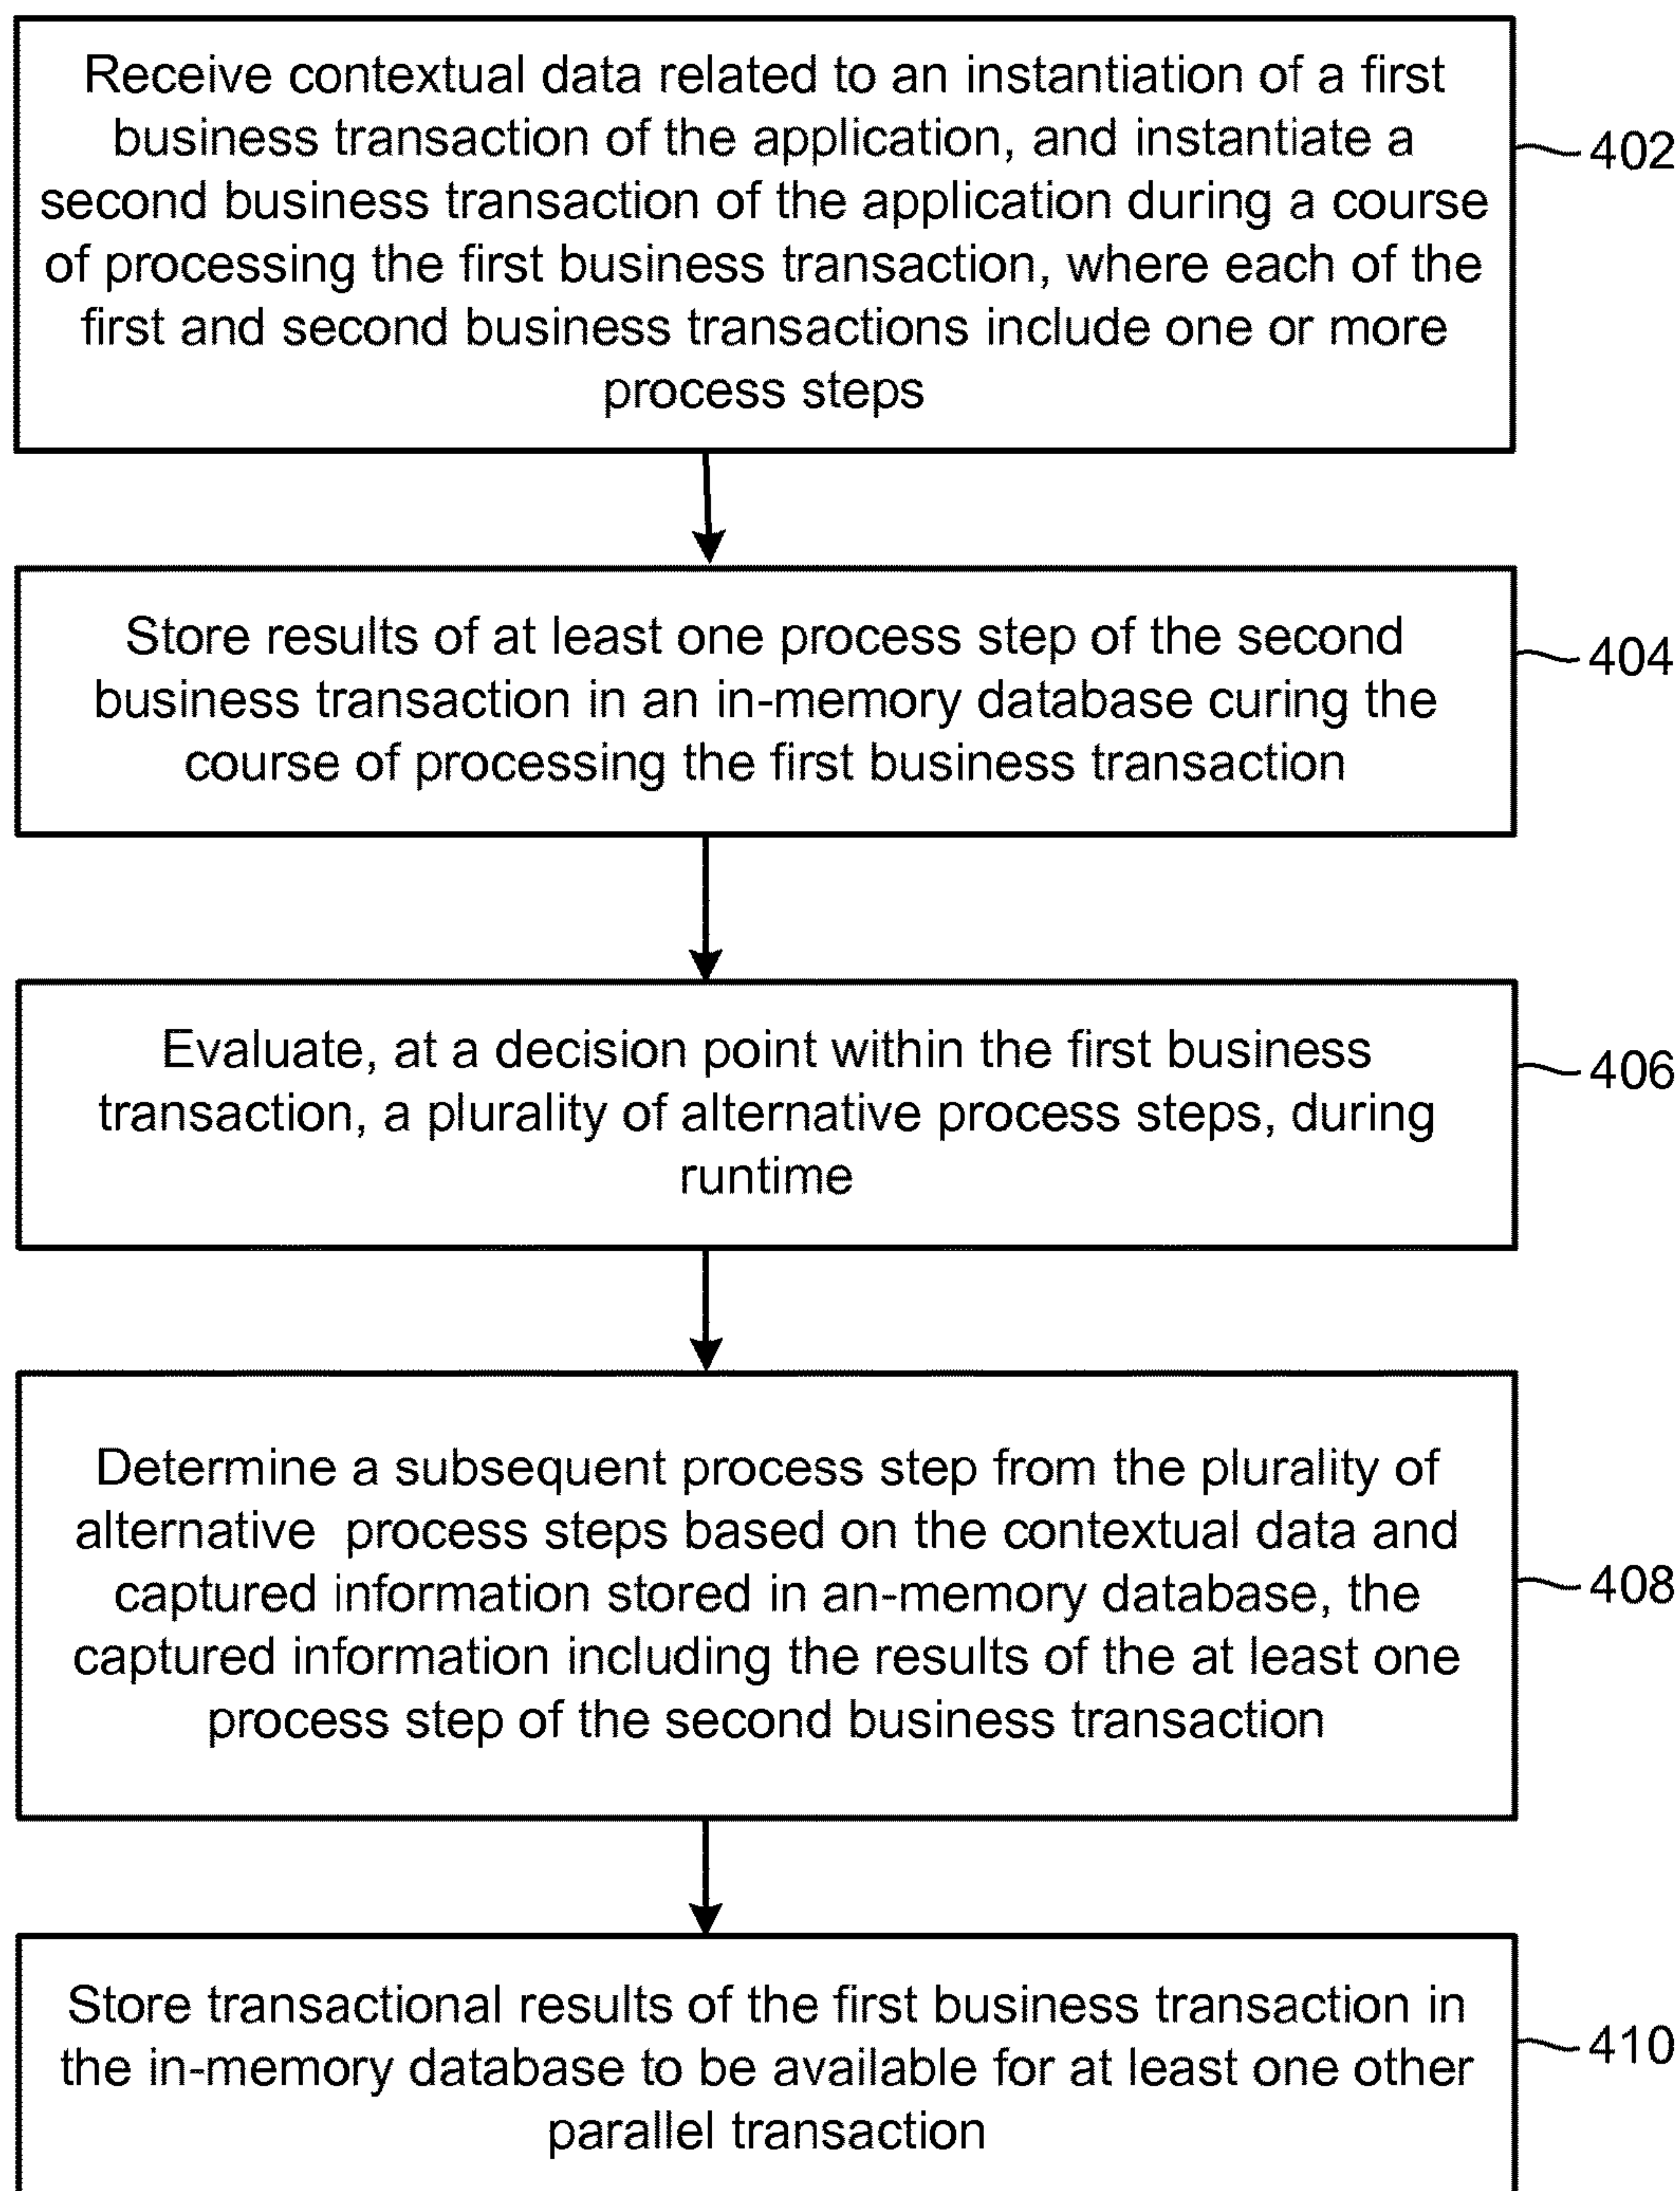 Receive contextual data related to an instantiation of a first
business transaction of the application, and instantiate a
second business transaction of the application during a course
of processing the first business transaction, where each of the
first and second business transactions include one or more
process steps
402
Store results of at least one process step of the second
business transaction in an in-memory database curing the
course of processing the first business transaction
404
Evaluate, at a decision point within the first business
transaction, a plurality of alternative process steps, during
runtime
406
Determine a subsequent process step from the plurality of
alternative process steps based on the contextual data and
captured information stored in an-memory database, the
captured information including the results of the at least one
process step of the second business transaction
408
Store transactional results of the first business transaction in
the in-memory database to be available for at least one other
parallel transaction
410